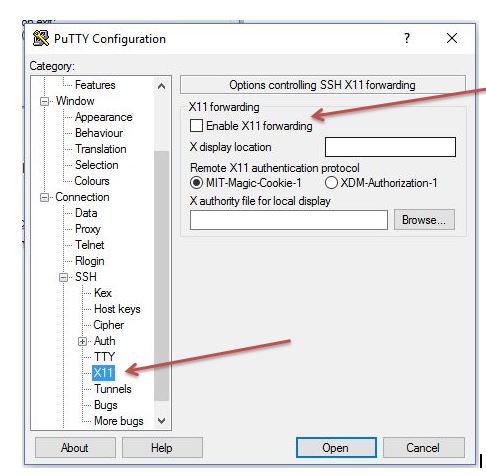 on exit:
PuTTY Configuration
?
Category:
Features
Window
Appearance
Behaviour
Translation
Selection
Colours
Connection
Data
Proxy
Telnet
Rlogin
SSH
Kex
Host keys
Cipher
Auth
TTY
X11
Tunnels
Bugs
More bugs
Options controlling SSH X11 forwarding
X11 forwarding
Enable X11 forwarding
X display location
Remote X11 authentication protocol
MIT-Magic-Cookie-1 XDM-Authorization-1
X authority file for local display
Browse...
About Help Open Cancel